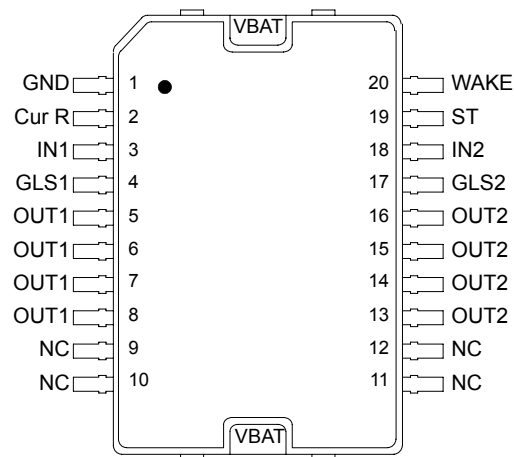 VBAT
GND 1 20 WAKE
Cur R 2 19 ST
IN1 3 18 IN2
GLS1 4 17 GLS2
OUT1 5 16 OUT2
OUT1 6 15 OUT2
OUT1 7 14 OUT2
OUT1 8 13 OUT2
NC 9 12 NC
NC 10 11 NC
VBAT